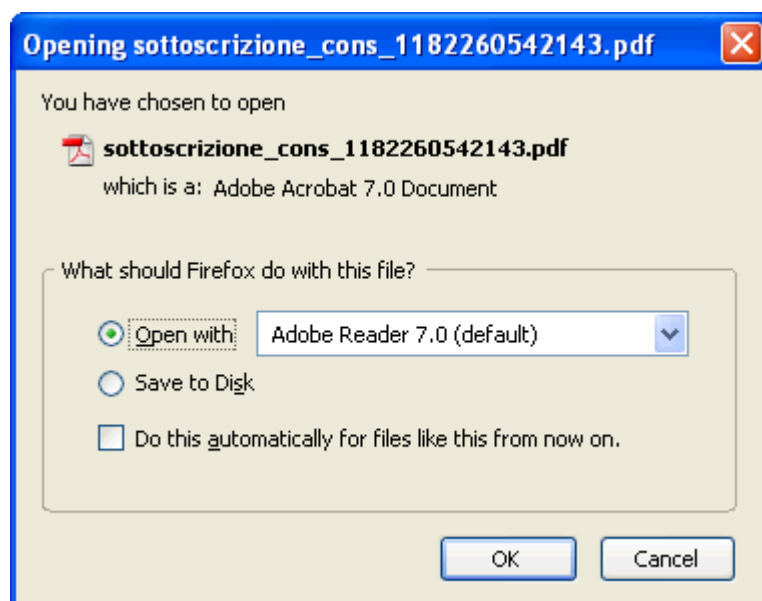 Opening sottoscrizione_cons_1182260542143.pdf
You have chosen to open
sottoscrizione_cons_1182260542143.pdf
which is a: Adobe Acrobat 7.0 Document
What should Firefox do with this file?
Open with Adobe Reader 7.0 (default)
Save to Disk
Do this automatically for files like this from now on.
OK Cancel